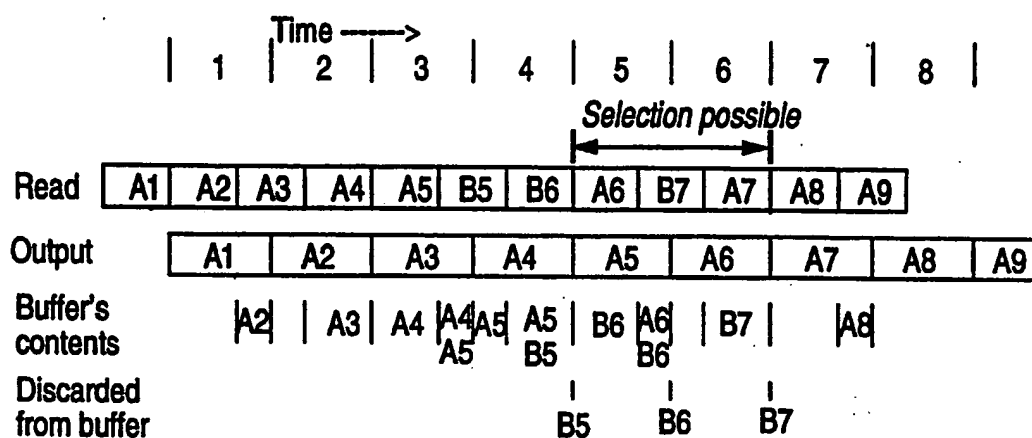 Time ----->
1 2 3 4 5 6 7 8
Selection possible
Read A1 A2 A3 A4 A5 B5 B6 A6 B7 A7 A8 A9
Output A1 A2 A3 A4 A5 A6 A7 A8 A9
Buffer's A2 A3 A4 A4 A5 A5 B6 A6 B7 A8
contents A5 B5 B6
Discarded
from buffer B5 B6 B7